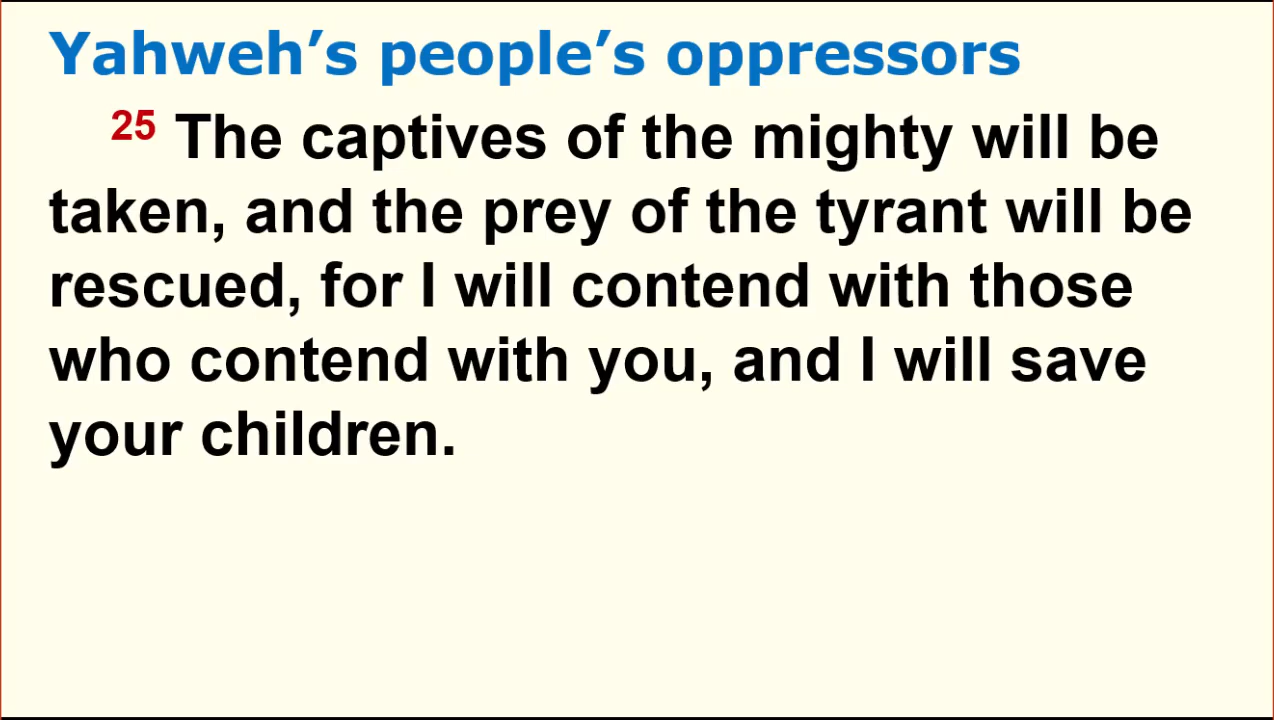 Yahweh’s people’s oppressors
25 The captives of the mighty will be
taken, and the prey of the tyrant will be
rescued, for I will contend with those
who contend with you, and I will save
your children.